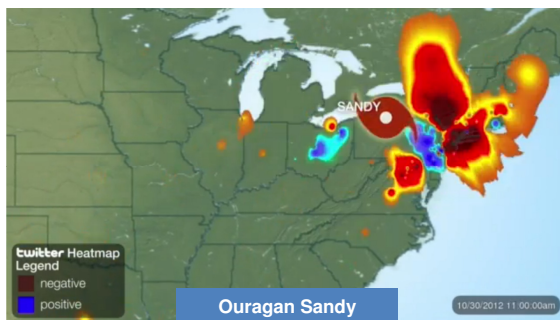 SANDY
twitter Heatmap
Legend
negative
positive
Ouragan Sandy
10/30/2012 11:00:00am